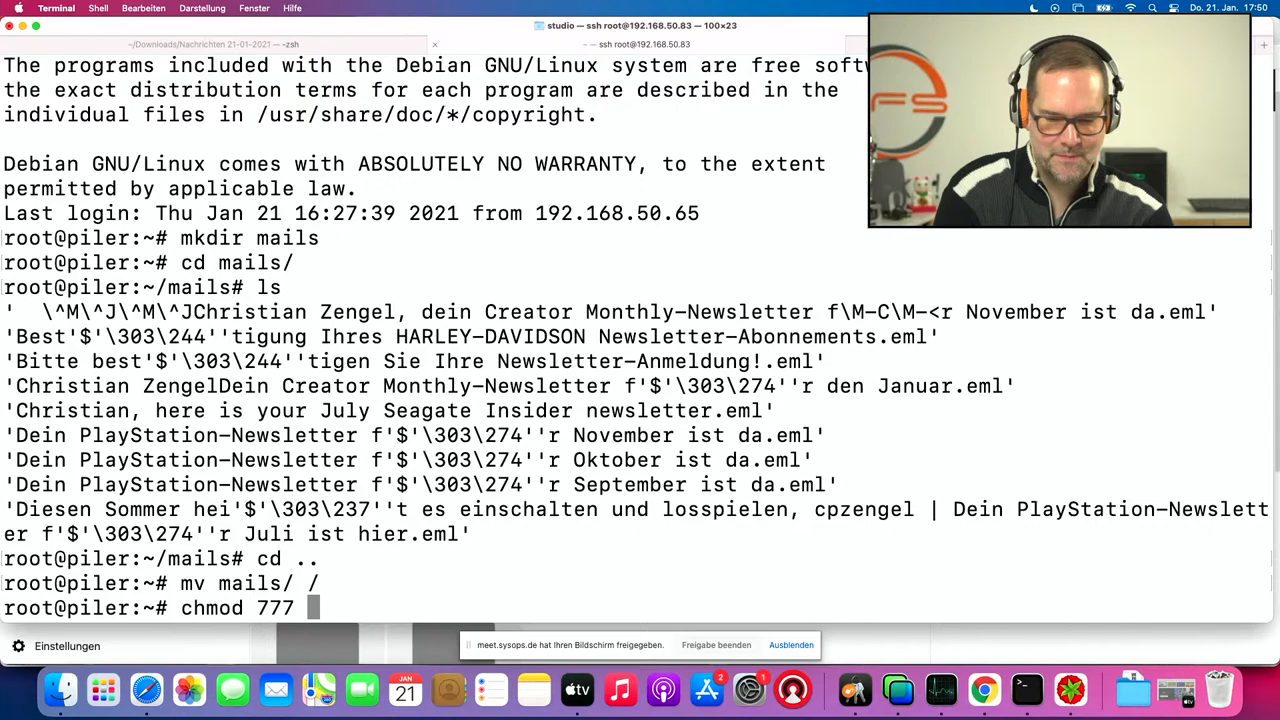 Terminal Shell Bearbeiten Darstellung Fenster Hilfe
Do. 21. Jan. 17:50
studio — ssh root@192.168.50.83 — 100×23
~/Downloads/Nachrichten 21-01-2021 — -zsh
~ — ssh root@192.168.50.83
The programs included with the Debian GNU/Linux system are free soft
the exact distribution terms for each program are described in the
individual files in /usr/share/doc/*/copyright.
Debian GNU/Linux comes with ABSOLUTELY NO WARRANTY, to the extent
permitted by applicable law.
Last login: Thu Jan 21 16:27:39 2021 from 192.168.50.65
root@piler:~# mkdir mails
root@piler:~# cd mails/
root@piler:~/mails# ls
'   \^M\^J\^M\^JChristian Zengel, dein Creator Monthly-Newsletter f\M-C\M-<r November ist da.eml'
'Best'$'\303\244''tigung Ihres HARLEY-DAVIDSON Newsletter-Abonnements.eml'
'Bitte best'$'\303\244''tigen Sie Ihre Newsletter-Anmeldung!.eml'
'Christian ZengelDein Creator Monthly-Newsletter f'$'\303\274''r den Januar.eml'
'Christian, here is your July Seagate Insider newsletter.eml'
'Dein PlayStation-Newsletter f'$'\303\274''r November ist da.eml'
'Dein PlayStation-Newsletter f'$'\303\274''r Oktober ist da.eml'
'Dein PlayStation-Newsletter f'$'\303\274''r September ist da.eml'
'Diesen Sommer hei'$'\303\237''t es einschalten und losspielen, cpzengel | Dein PlayStation-Newslett
er f'$'\303\274''r Juli ist hier.eml'
root@piler:~/mails# cd ..
root@piler:~# mv mails/ /
root@piler:~# chmod 777
Einstellungen
meet.sysops.de hat Ihren Bildschirm freigegeben.
Freigabe beenden
Ausblenden
JAN
21
tv
2
1